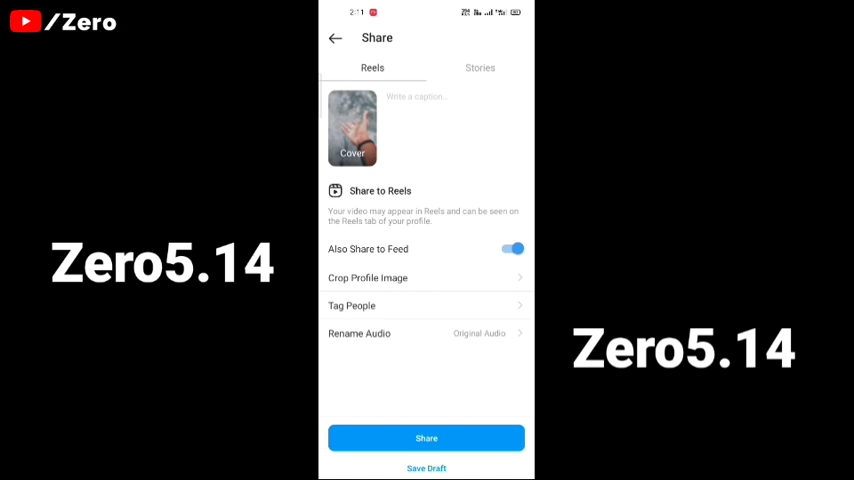 /Zero
2:11
Share
Reels
Stories
Write a caption...
Cover
Share to Reels
Your video may appear in Reels and can be seen on
the Reels tab of your profile.
Also Share to Feed
Zero5.14
Crop Profile Image
Tag People
Rename Audio
Original Audio
Zero5.14
Share
Save Draft